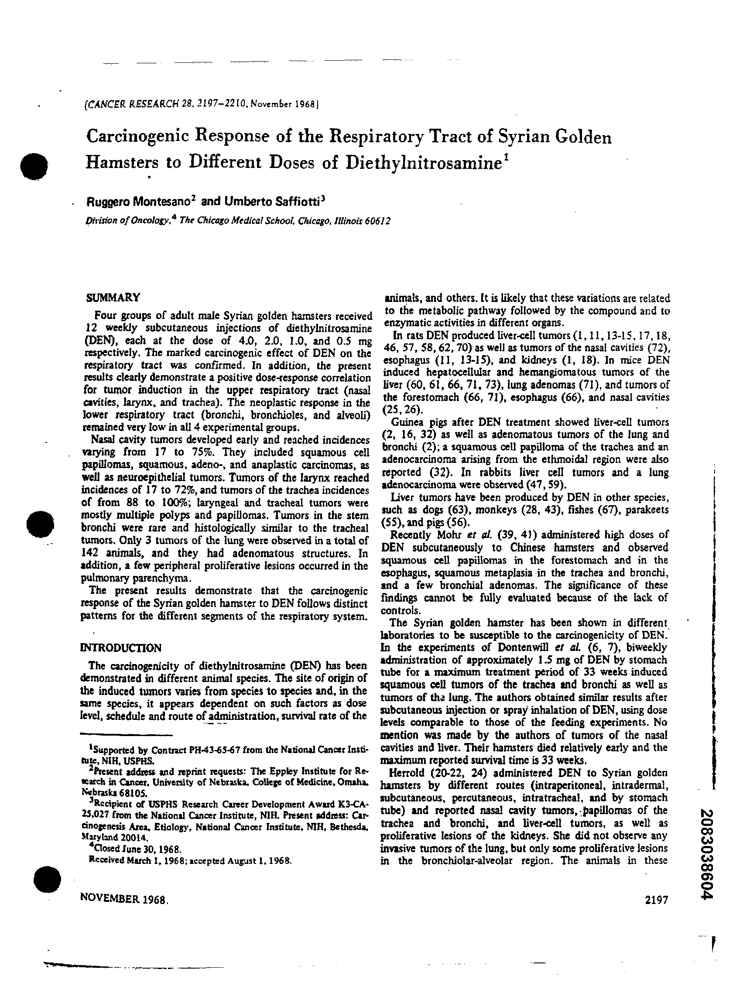 [CANCER RESEARCH 28, 2197–2210, November 1968]
Carcinogenic Response of the Respiratory Tract of Syrian Golden
Hamsters to Different Doses of Diethylnitrosamine¹
Ruggero Montesano² and Umberto Saffiotti³
Division of Oncology,⁴ The Chicago Medical School, Chicago, Illinois 60612
SUMMARY
Four groups of adult male Syrian golden hamsters received
12 weekly subcutaneous injections of diethylnitrosamine
(DEN), each at the dose of 4.0, 2.0, 1.0, and 0.5 mg
respectively. The marked carcinogenic effect of DEN on the
respiratory tract was confirmed. In addition, the present
results clearly demonstrate a positive dose-response correlation
for tumor induction in the upper respiratory tract (nasal
cavities, larynx, and trachea). The neoplastic response in the
lower respiratory tract (bronchi, bronchioles, and alveoli)
remained very low in all 4 experimental groups.
Nasal cavity tumors developed early and reached incidences
varying from 17 to 75%. They included squamous cell
papillomas, squamous, adeno-, and anaplastic carcinomas, as
well as neuroepithelial tumors. Tumors of the larynx reached
incidences of 17 to 72%, and tumors of the trachea incidences
of from 88 to 100%; laryngeal and tracheal tumors were
mostly multiple polyps and papillomas. Tumors in the stem
bronchi were rare and histologically similar to the tracheal
tumors. Only 3 tumors of the lung were observed in a total of
142 animals, and they had adenomatous structures. In
addition, a few peripheral proliferative lesions occurred in the
pulmonary parenchyma.
The present results demonstrate that the carcinogenic
response of the Syrian golden hamster to DEN follows distinct
patterns for the different segments of the respiratory system.
INTRODUCTION
The carcinogenicity of diethylnitrosamine (DEN) has been
demonstrated in different animal species. The site of origin of
the induced tumors varies from species to species and, in the
same species, it appears dependent on such factors as dose
level, schedule and route of administration, survival rate of the
¹Supported by Contract PH-43-65-67 from the National Cancer Insti-
tute, NIH, USPHS.
²Present address and reprint requests: The Eppley Institute for Re-
search in Cancer, University of Nebraska, College of Medicine, Omaha,
Nebraska 68105.
³Recipient of USPHS Research Career Development Award K3-CA-
25,027 from the National Cancer Institute, NIH. Present address: Car-
cinogenesis Area, Etiology, National Cancer Institute, NIH, Bethesda,
Maryland 20014.
⁴Closed June 30, 1968.
Received March 1, 1968; accepted August 1, 1968.
animals, and others. It is likely that these variations are related
to the metabolic pathway followed by the compound and to
enzymatic activities in different organs.
In rats DEN produced liver-cell tumors (1, 11, 13-15, 17, 18,
46, 57, 58, 62, 70) as well as tumors of the nasal cavities (72),
esophagus (11, 13-15), and kidneys (1, 18). In mice DEN
induced hepatocellular and hemangiomatous tumors of the
liver (60, 61, 66, 71, 73), lung adenomas (71), and tumors of
the forestomach (66, 71), esophagus (66), and nasal cavities
(25, 26).
Guinea pigs after DEN treatment showed liver-cell tumors
(2, 16, 32) as well as adenomatous tumors of the lung and
bronchi (2); a squamous cell papilloma of the trachea and an
adenocarcinoma arising from the ethmoidal region were also
reported (32). In rabbits liver cell tumors and a lung
adenocarcinoma were observed (47, 59).
Liver tumors have been produced by DEN in other species,
such as dogs (63), monkeys (28, 43), fishes (67), parakeets
(55), and pigs (56).
Recently Mohr et al. (39, 41) administered high doses of
DEN subcutaneously to Chinese hamsters and observed
squamous cell papillomas in the forestomach and in the
esophagus, squamous metaplasia in the trachea and bronchi,
and a few bronchial adenomas. The significance of these
findings cannot be fully evaluated because of the lack of
controls.
The Syrian golden hamster has been shown in different
laboratories to be susceptible to the carcinogenicity of DEN.
In the experiments of Dontenwill et al. (6, 7), biweekly
administration of approximately 1.5 mg of DEN by stomach
tube for a maximum treatment period of 33 weeks induced
squamous cell tumors of the trachea and bronchi as well as
tumors of the lung. The authors obtained similar results after
subcutaneous injection or spray inhalation of DEN, using dose
levels comparable to those of the feeding experiments. No
mention was made by the authors of tumors of the nasal
cavities and liver. Their hamsters died relatively early and the
maximum reported survival time is 33 weeks.
Herrold (20-22, 24) administered DEN to Syrian golden
hamsters by different routes (intraperitoneal, intradermal,
subcutaneous, percutaneous, intratracheal, and by stomach
tube) and reported nasal cavity tumors, papillomas of the
trachea and bronchi, and liver-cell tumors, as well as
proliferative lesions of the kidneys. She did not observe any
invasive tumors of the lung, but only some proliferative lesions
in the bronchiolar-alveolar region. The animals in these
NOVEMBER 1968.
2197
2083038604